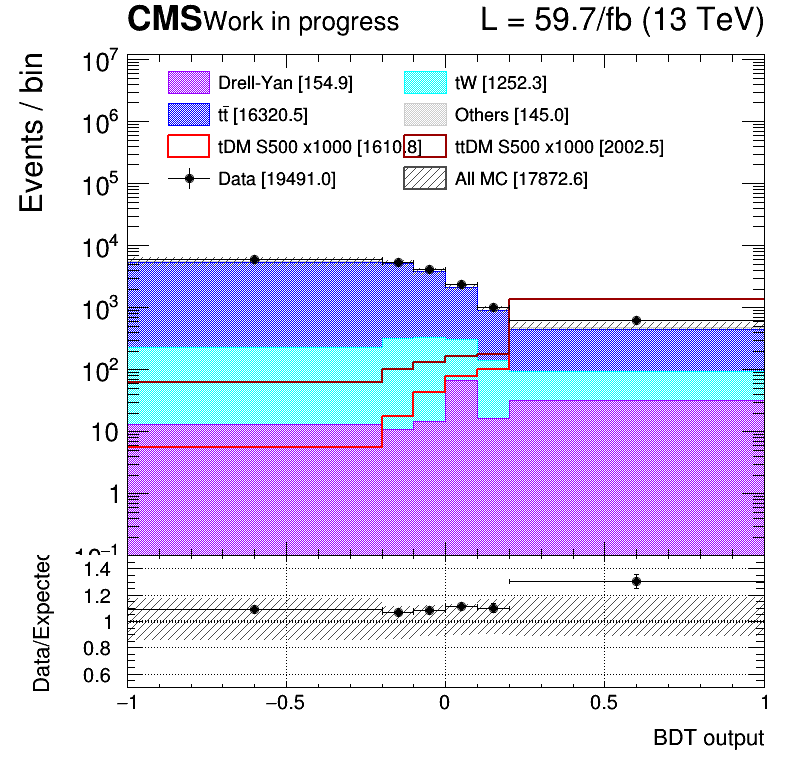 CMS Work in progress L = 59.7/fb (13 TeV)
Events / bin
10⁷
10⁶
10⁵
10⁴
10³
10²
10
1
10⁻¹
Drell-Yan [154.9] tW [1252.3]
tt̄ [16320.5] Others [145.0]
tDM S500 x1000 [1610.8] ttDM S500 x1000 [2002.5]
Data [19491.0] All MC [17872.6]
Data/Expected
1.4
1.2
1
0.8
0.6
−1 −0.5 0 0.5 1
BDT output